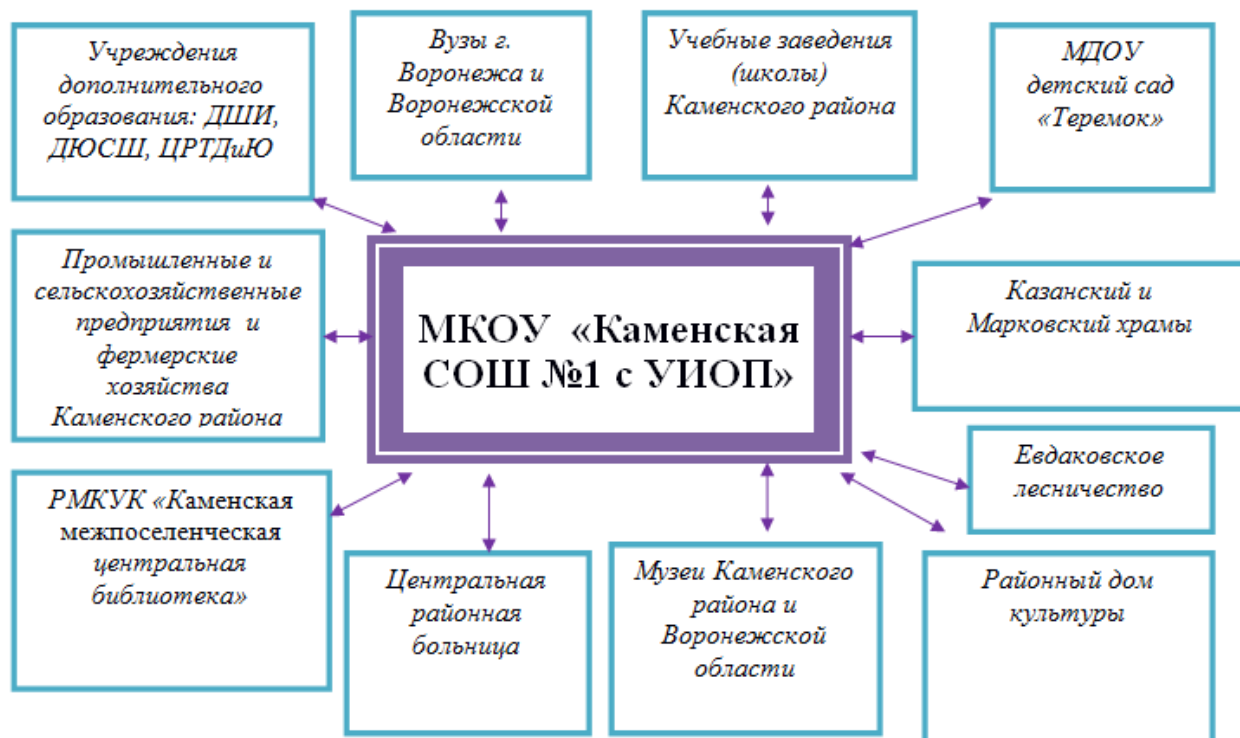 Учреждения
дополнительного
образования: ДШИ,
ДЮСШ, ЦРТДиЮ
Вузы г.
Воронежа и
Воронежской
области
Учебные заведения
(школы)
Каменского района
МДОУ
детский сад
«Теремок»
Промышленные и
сельскохозяйственные
предприятия и
фермерские
хозяйства
Каменского района
МКОУ «Каменская
СОШ №1 с УИОП»
Казанский и
Марковский храмы
Евдаковское
лесничество
РМКУК «Каменская
межпоселенческая
центральная
библиотека»
Центральная
районная
больница
Музеи Каменского
района и
Воронежской
области
Районный дом
культуры